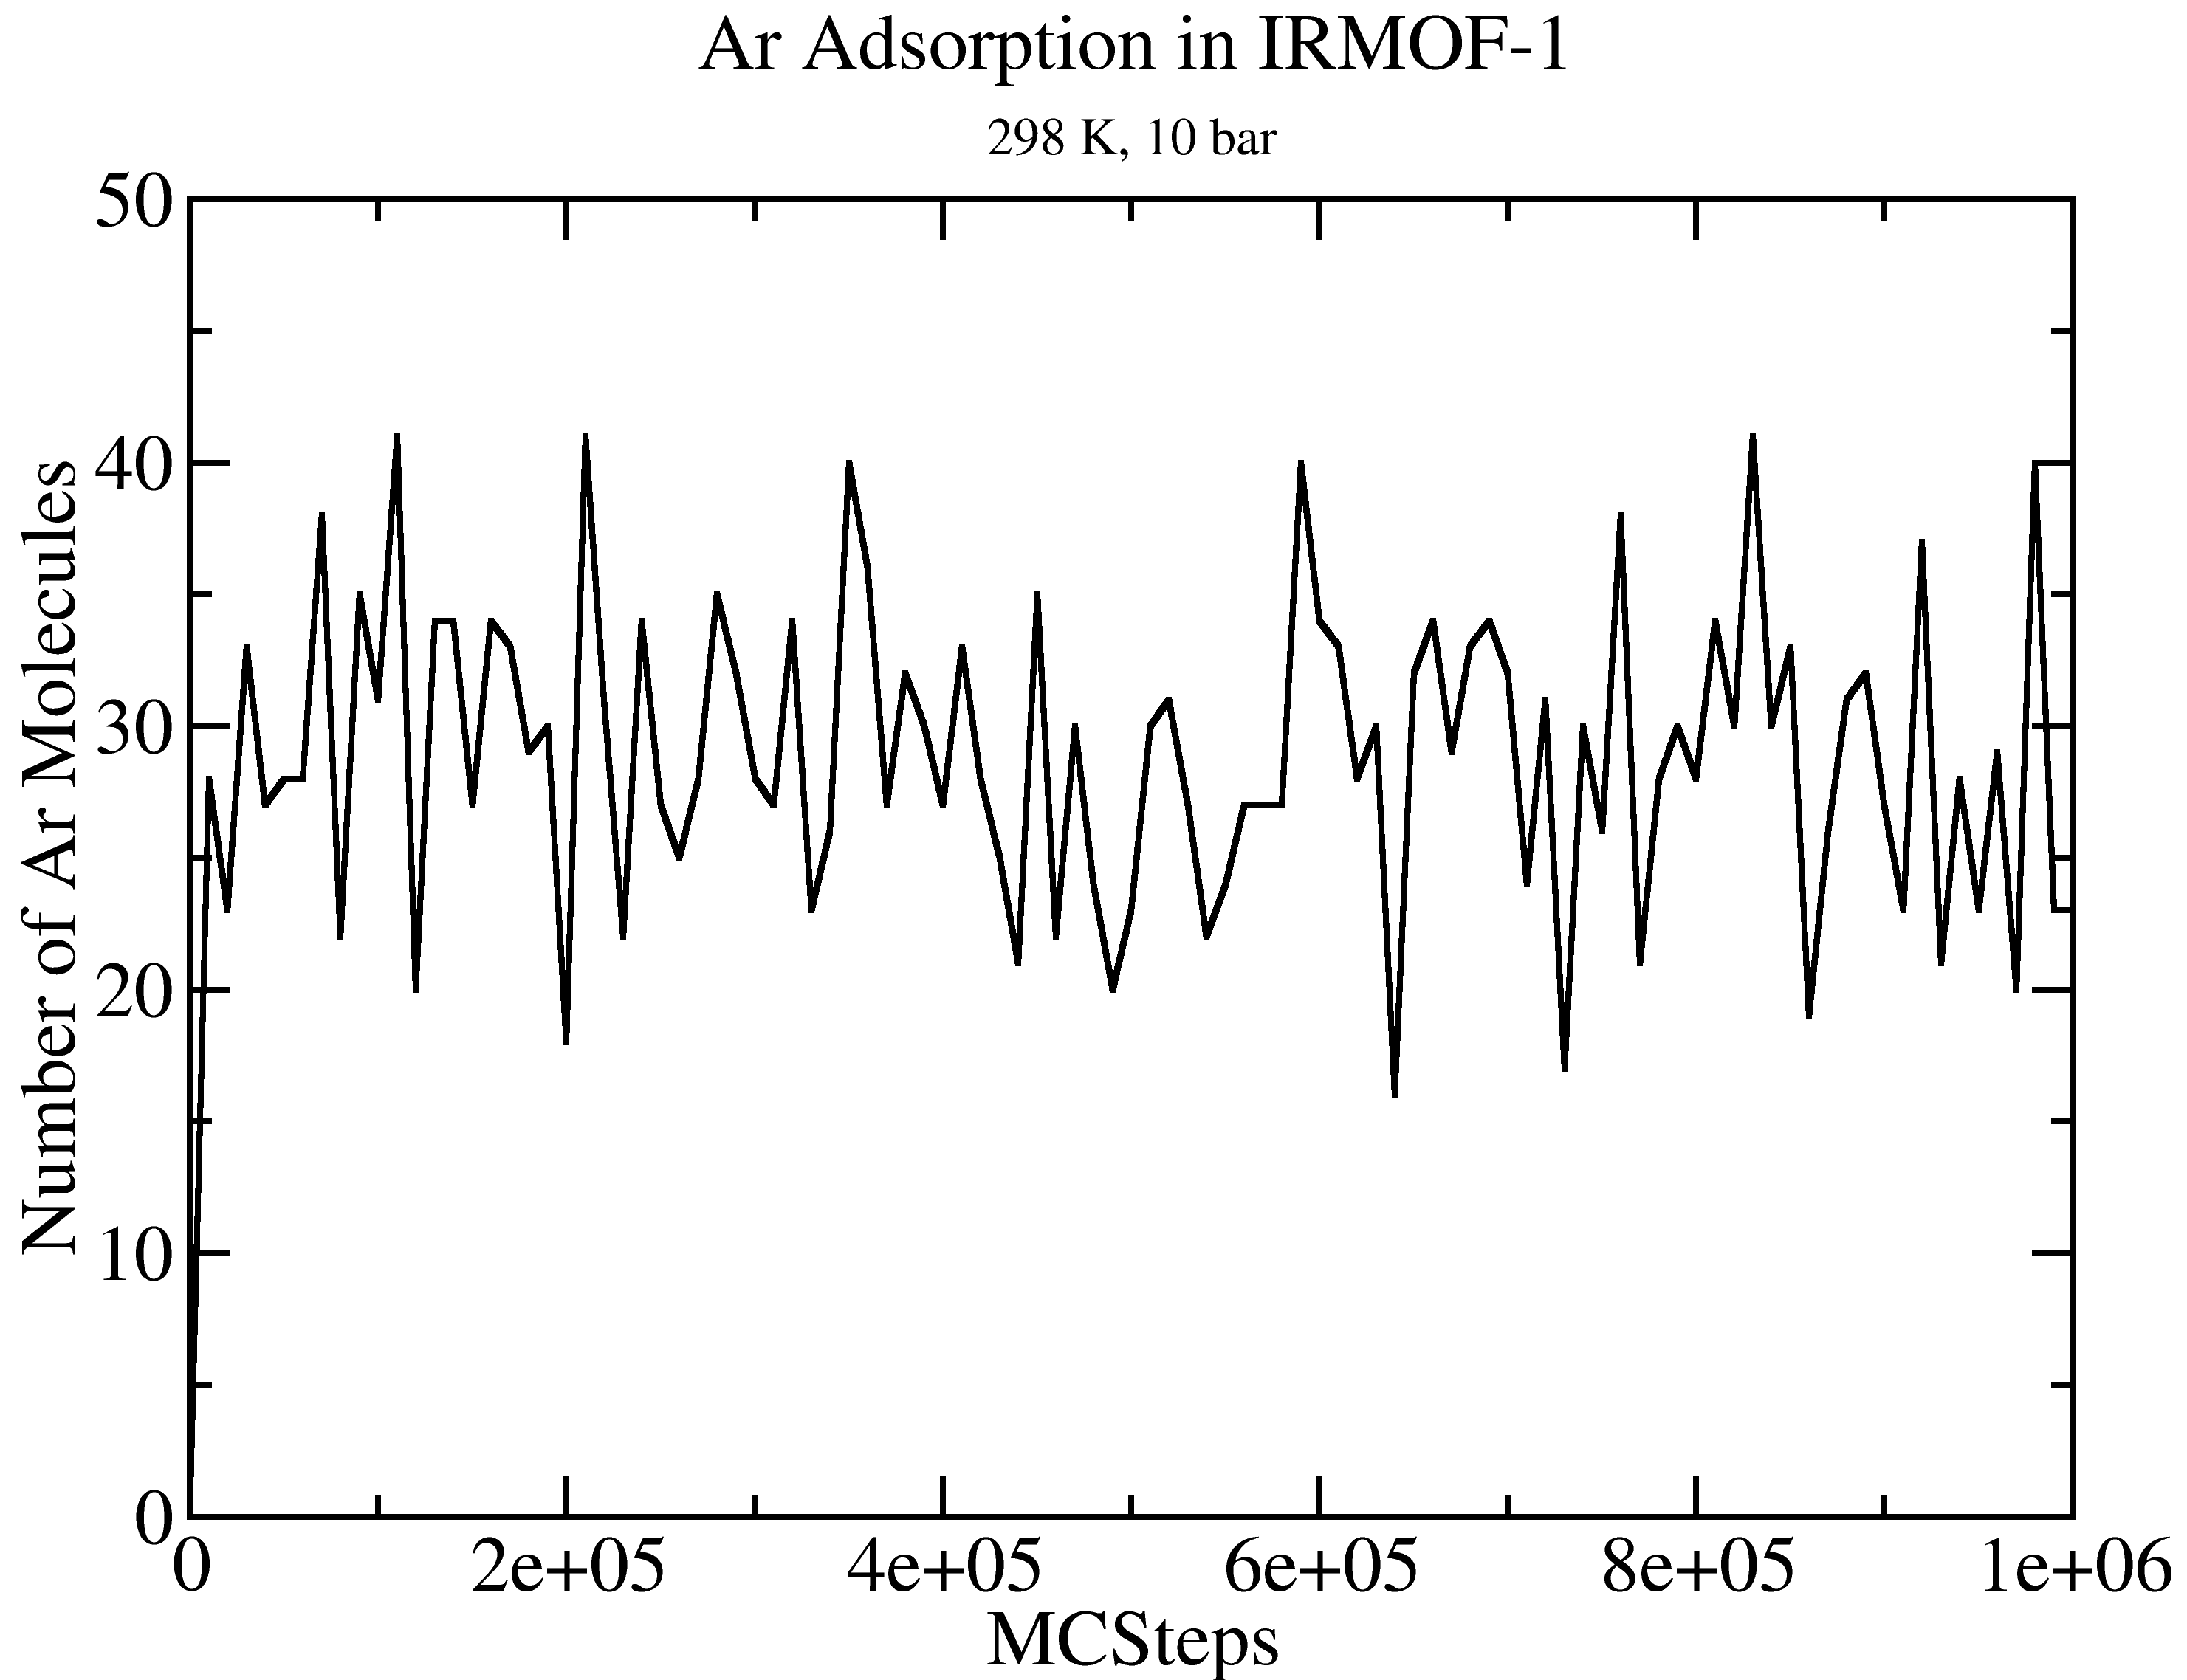 Ar Adsorption in IRMOF-1
298 K, 10 bar
50
40
30
20
10
0
Number of Ar Molecules
0 2e+05 4e+05 6e+05 8e+05 1e+06
MCSteps